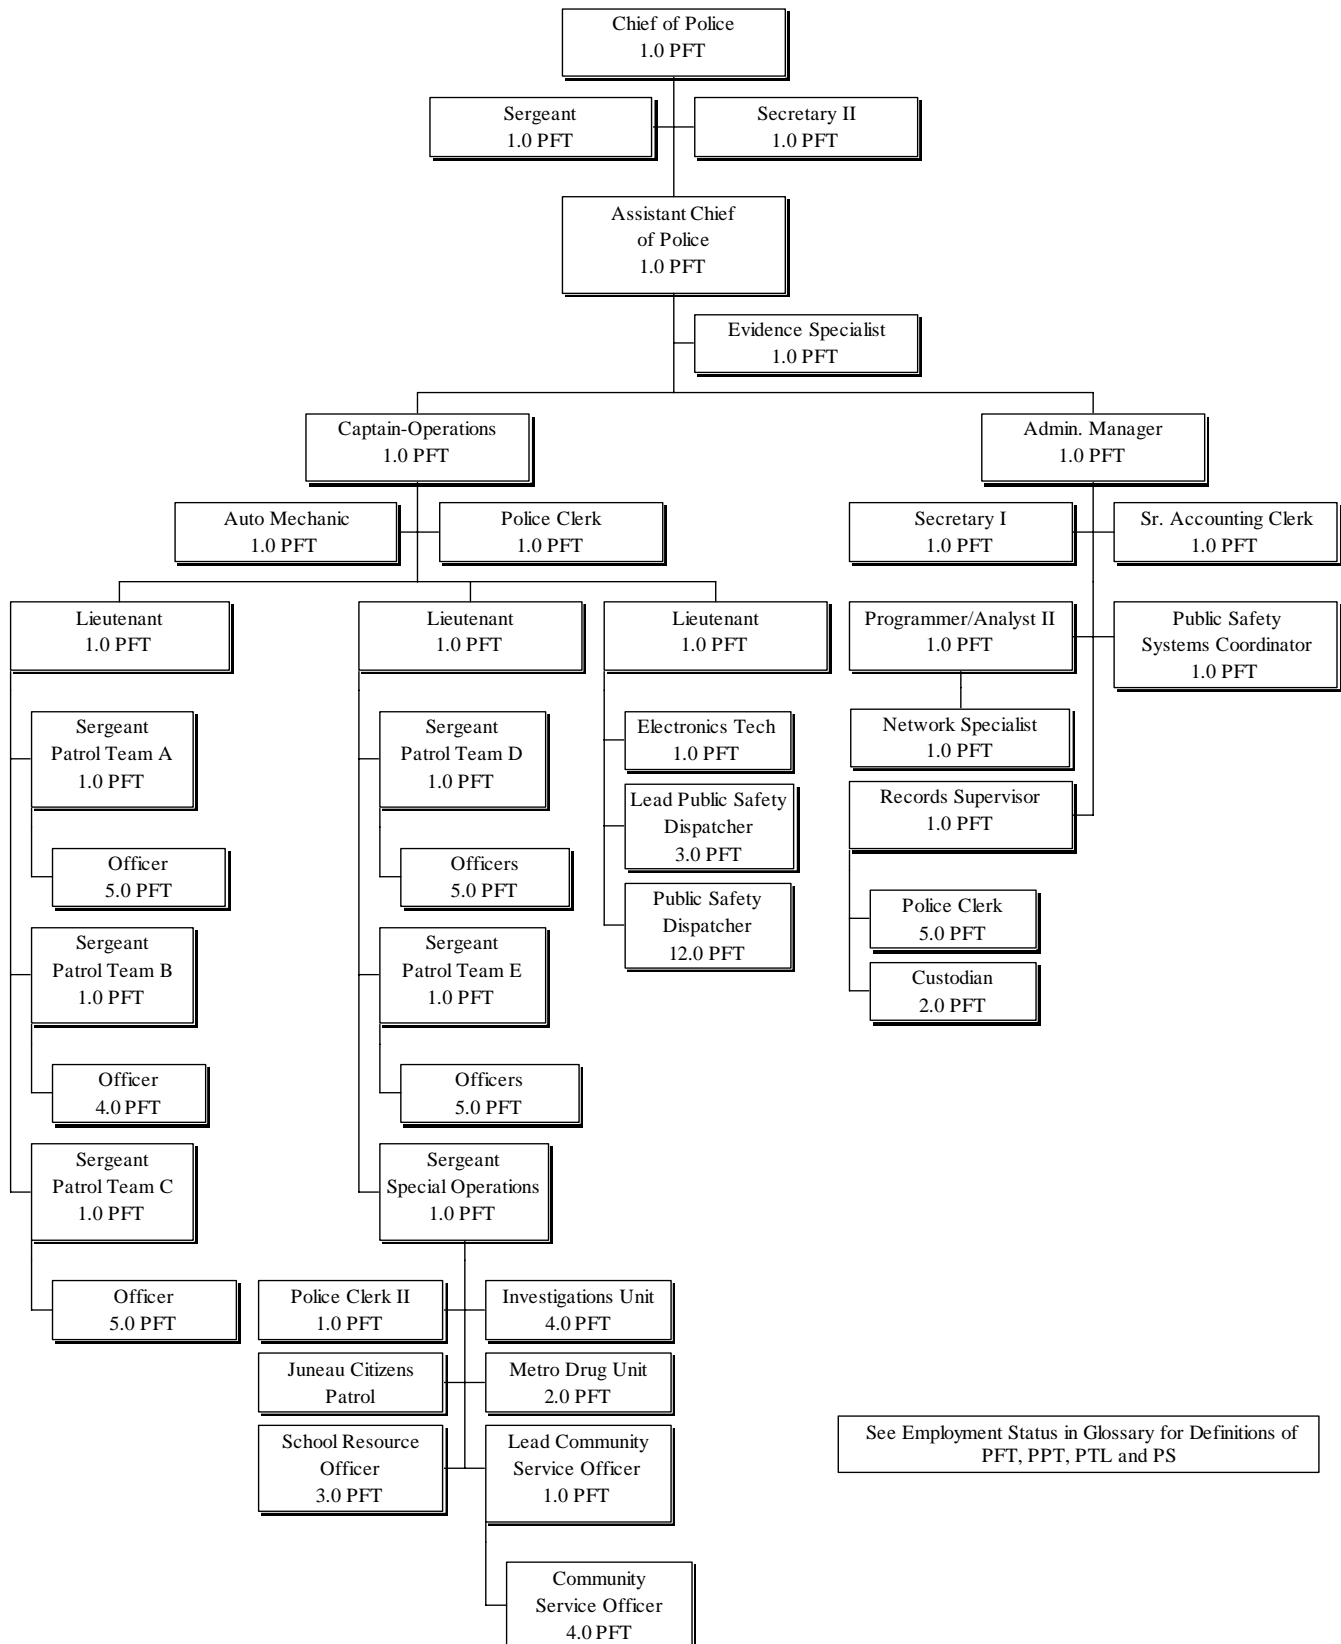 Chief of Police
1.0 PFT
Sergeant
1.0 PFT
Secretary II
1.0 PFT
Assistant Chief
of Police
1.0 PFT
Evidence Specialist
1.0 PFT
Captain-Operations
1.0 PFT
Admin. Manager
1.0 PFT
Auto Mechanic
1.0 PFT
Police Clerk
1.0 PFT
Secretary I
1.0 PFT
Sr. Accounting Clerk
1.0 PFT
Lieutenant
1.0 PFT
Lieutenant
1.0 PFT
Lieutenant
1.0 PFT
Programmer/Analyst II
1.0 PFT
Public Safety
Systems Coordinator
1.0 PFT
Sergeant
Patrol Team A
1.0 PFT
Officer
5.0 PFT
Sergeant
Patrol Team B
1.0 PFT
Officer
4.0 PFT
Sergeant
Patrol Team C
1.0 PFT
Officer
5.0 PFT
Sergeant
Patrol Team D
1.0 PFT
Officers
5.0 PFT
Sergeant
Patrol Team E
1.0 PFT
Officers
5.0 PFT
Sergeant
Special Operations
1.0 PFT
Police Clerk II
1.0 PFT
Investigations Unit
4.0 PFT
Juneau Citizens
Patrol
Metro Drug Unit
2.0 PFT
School Resource
Officer
3.0 PFT
Lead Community
Service Officer
1.0 PFT
Community
Service Officer
4.0 PFT
Electronics Tech
1.0 PFT
Lead Public Safety
Dispatcher
3.0 PFT
Public Safety
Dispatcher
12.0 PFT
Network Specialist
1.0 PFT
Records Supervisor
1.0 PFT
Police Clerk
5.0 PFT
Custodian
2.0 PFT
See Employment Status in Glossary for Definitions of
PFT, PPT, PTL and PS